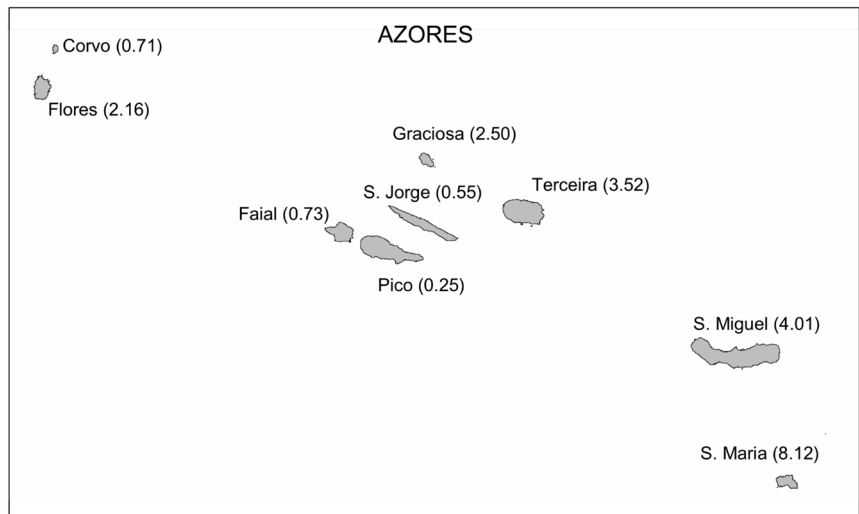 AZORES
Corvo (0.71)
Flores (2.16)
Graciosa (2.50)
Terceira (3.52)
S. Jorge (0.55)
Faial (0.73)
Pico (0.25)
S. Miguel (4.01)
S. Maria (8.12)